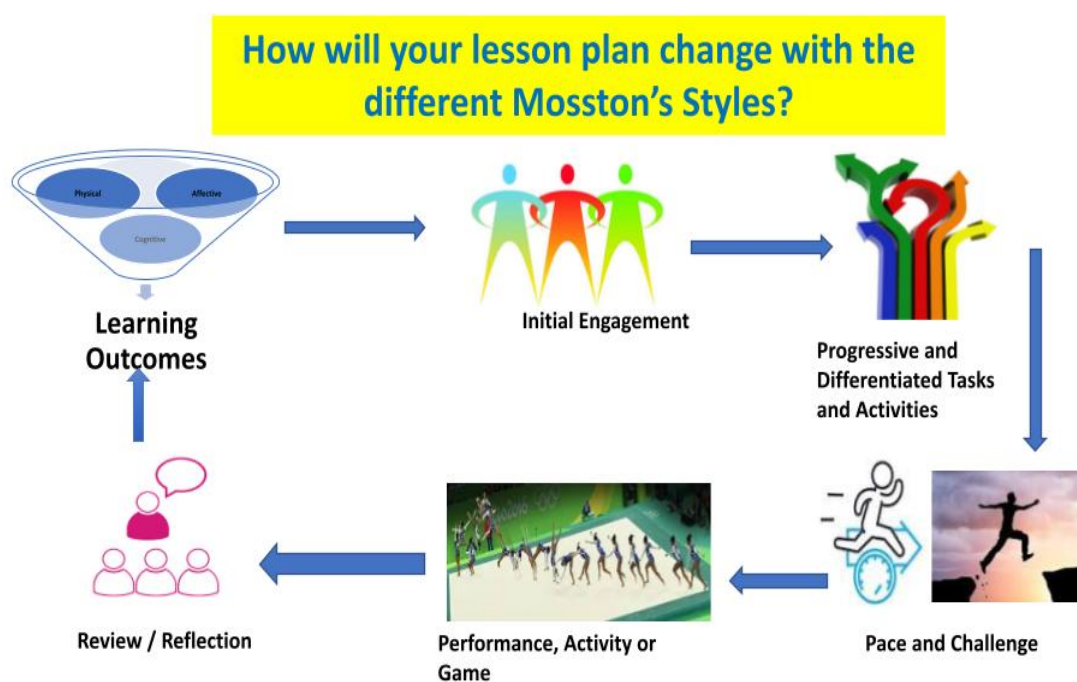 How will your lesson plan change with the
different Mosston's Styles?
Physical
Affective
Cognitive
Learning
Outcomes
Initial Engagement
Progressive and
Differentiated Tasks
and Activities
Pace and Challenge
Performance, Activity or
Game
Review / Reflection